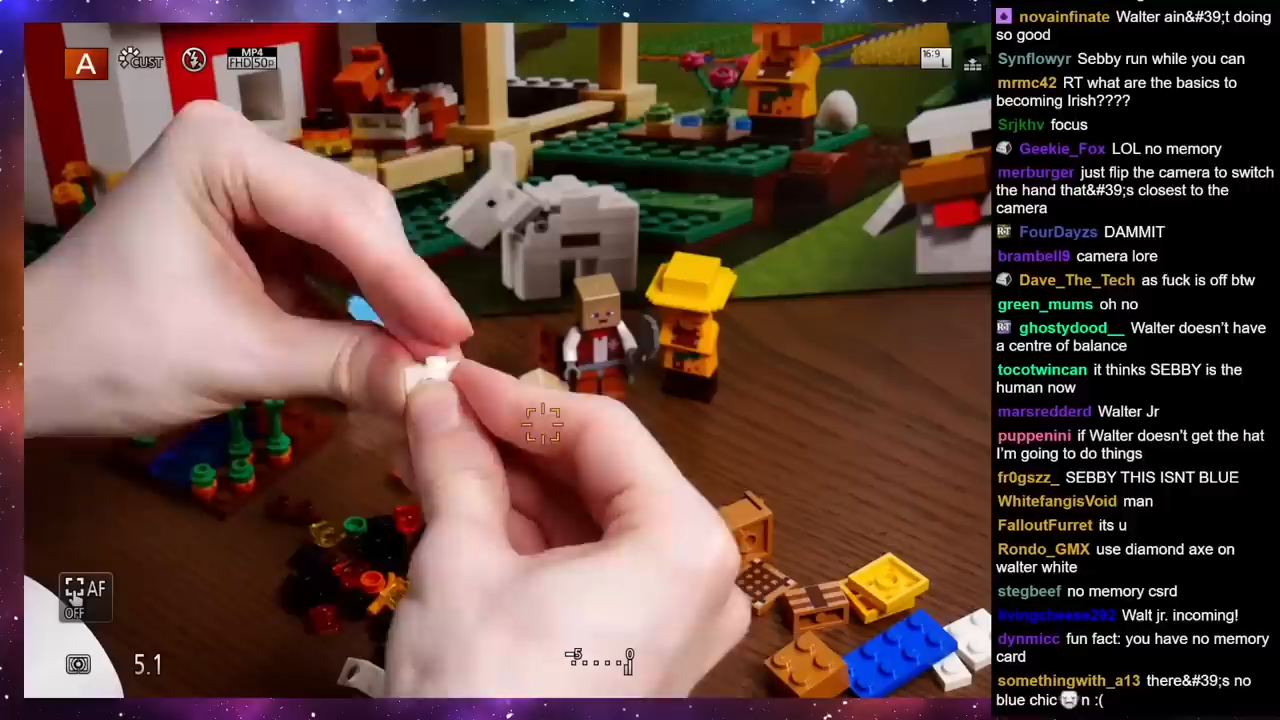 A
CUST
MP4
FHD 50p
16:9
L
AF
OFF
5.1
-5
0
novainfinate Walter ain&#39;t doing
so good
Synflowyr Sebby run while you can
mrmc42 RT what are the basics to
becoming Irish????
Srjkhv focus
Geekie_Fox LOL no memory
merburger just flip the camera to switch
the hand that&#39;s closest to the
camera
FourDayzs DAMMIT
brambell9 camera lore
Dave_The_Tech as fuck is off btw
green_mums oh no
ghostydood__ Walter doesn't have
a centre of balance
tocotwincan it thinks SEBBY is the
human now
marsredderd Walter Jr
puppenini if Walter doesn't get the hat
I'm going to do things
fr0gszz_ SEBBY THIS ISNT BLUE
WhitefangisVoid man
FalloutFurret its u
Rondo_GMX use diamond axe on
walter white
stegbeef no memory csrd
livingcheese292 Walt jr. incoming!
dynmicc fun fact: you have no memory
card
somethingwith_a13 there&#39;s no
blue chic n :(